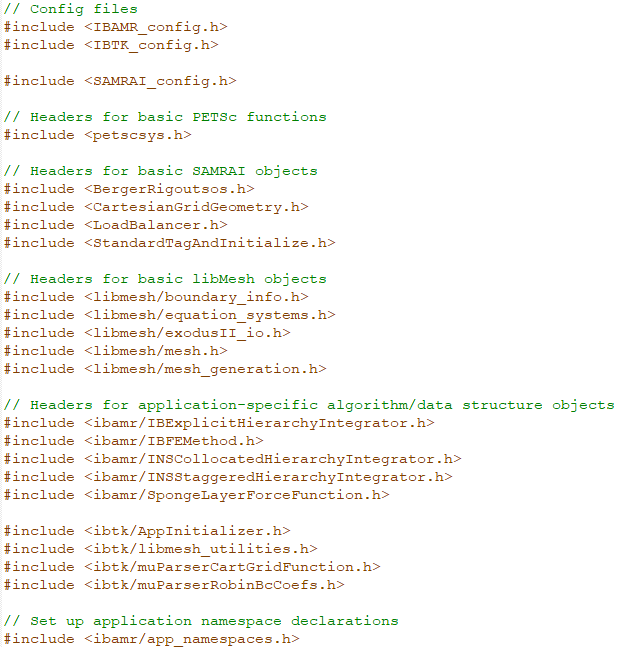 // Config files
#include <IBAMR_config.h>
#include <IBTK_config.h>

#include <SAMRAI_config.h>

// Headers for basic PETSc functions
#include <petscsys.h>

// Headers for basic SAMRAI objects
#include <BergerRigoutsos.h>
#include <CartesianGridGeometry.h>
#include <LoadBalancer.h>
#include <StandardTagAndInitialize.h>

// Headers for basic libMesh objects
#include <libmesh/boundary_info.h>
#include <libmesh/equation_systems.h>
#include <libmesh/exodusII_io.h>
#include <libmesh/mesh.h>
#include <libmesh/mesh_generation.h>

// Headers for application-specific algorithm/data structure objects
#include <ibamr/IBExplicitHierarchyIntegrator.h>
#include <ibamr/IBFEMethod.h>
#include <ibamr/INSCollocatedHierarchyIntegrator.h>
#include <ibamr/INSStaggeredHierarchyIntegrator.h>
#include <ibamr/SpongeLayerForceFunction.h>

#include <ibtk/AppInitializer.h>
#include <ibtk/libmesh_utilities.h>
#include <ibtk/muParserCartGridFunction.h>
#include <ibtk/muParserRobinBcCoefs.h>

// Set up application namespace declarations
#include <ibamr/app_namespaces.h>